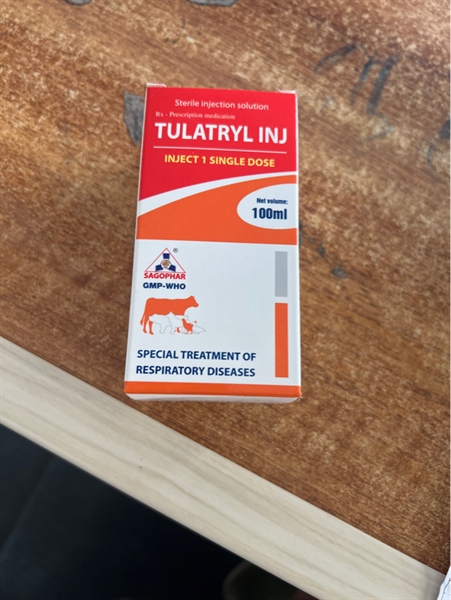 Sterile injection solution
Rx - Prescription medication
TULATRYL INJ
INJECT 1 SINGLE DOSE
Net volume:
100ml
®
SAGOPHAR
GMP-WHO
SPECIAL TREATMENT OF
RESPIRATORY DISEASES